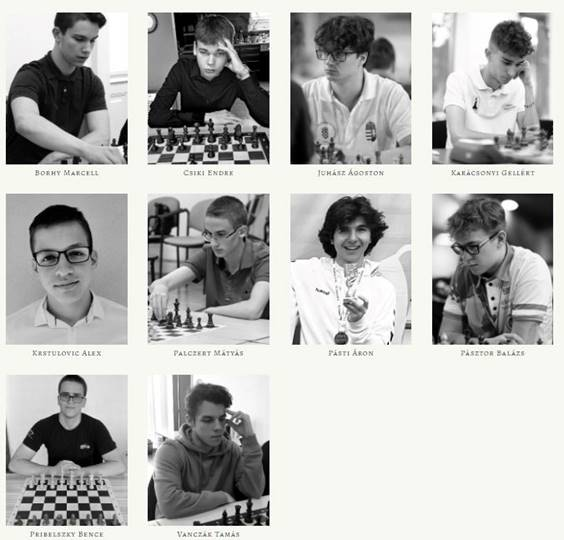 Borhy Marcell
Csiki Endre
Juhász Ágoston
Karácsonyi Gellért
Krstulovic Alex
Palczert Mátyás
Pásti Áron
Pásztor Balázs
Pribelszky Bence
Vanczák Tamás